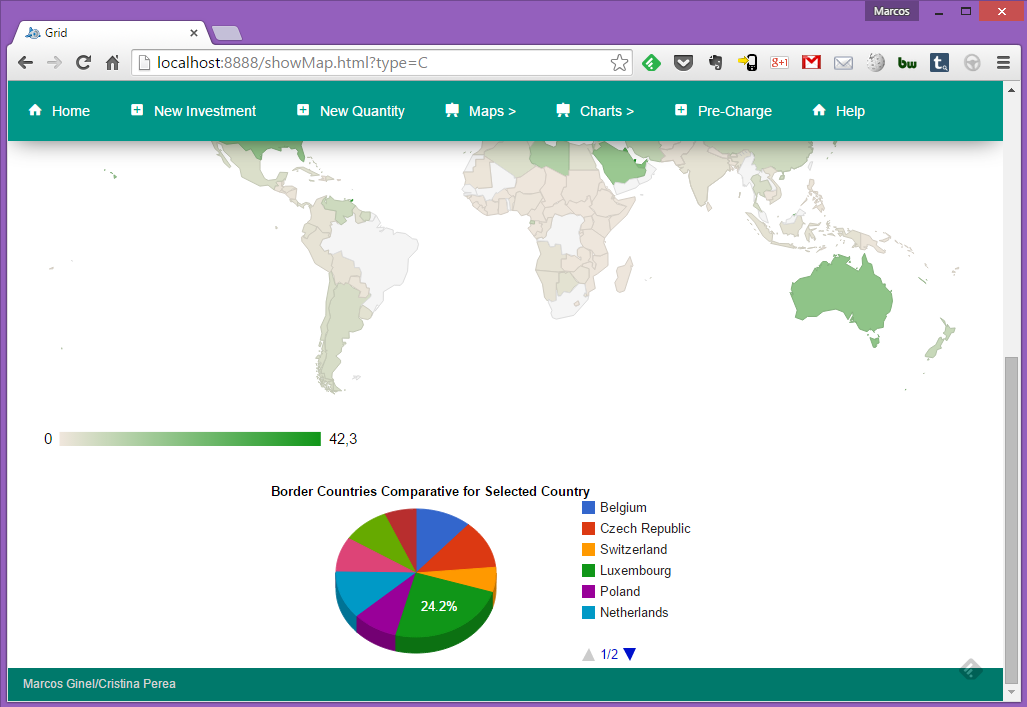 Marcos
Grid
localhost:8888/showMap.html?type=C
g+1
bw
t
Home
New Investment
New Quantity
Maps >
Charts >
Pre-Charge
Help
0
42,3
Border Countries Comparative for Selected Country
Belgium
Czech Republic
Switzerland
Luxembourg
Poland
Netherlands
24.2%
1/2
Marcos Ginel/Cristina Perea